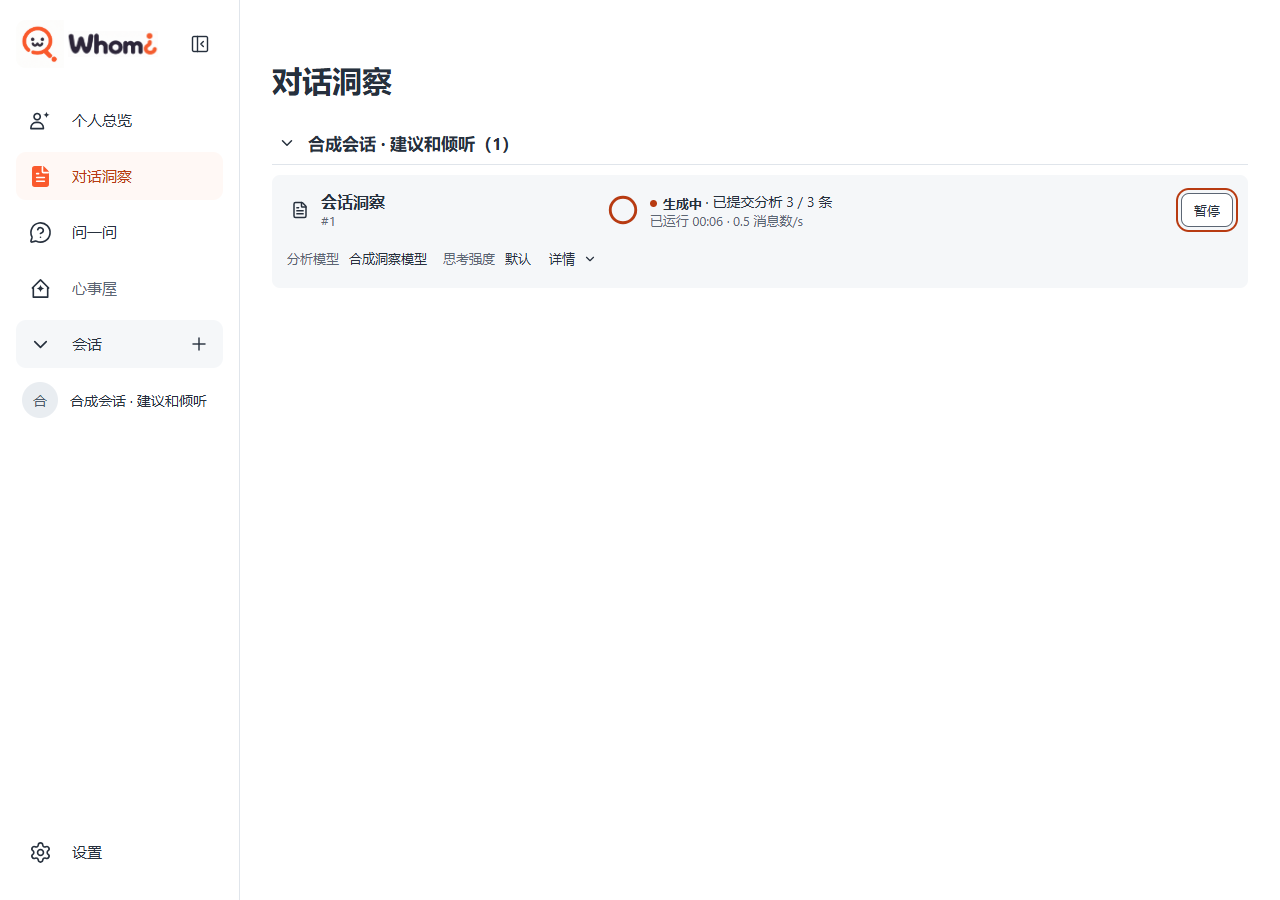 Whomi
对话洞察
个人总览
合成会话 · 建议和倾听（1）
对话洞察
会话洞察
#1
生成中 · 已提交分析 3 / 3 条
已运行 00:06 · 0.5 消息数/s
暂停
问一问
分析模型 合成洞察模型 思考强度 默认 详情
心事屋
会话
合 合成会话 · 建议和倾听
设置